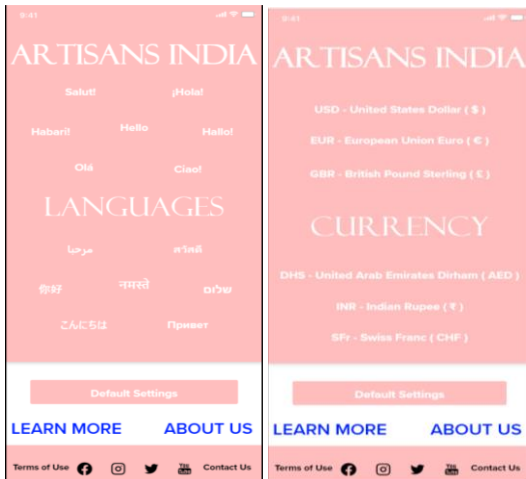 9:41
ARTISANS INDIA
Salut! ¡Hola!
Habari! Hello Hallo!
Olá Ciao!
LANGUAGES
مرحبا สวัสดี
你好 नमस्ते שלום
こんにちは Привет
Default Settings
LEARN MORE ABOUT US
Terms of Use You Tube Contact Us
9:41
ARTISANS INDIA
USD - United States Dollar ( $ )
EUR - European Union Euro ( € )
GBR - British Pound Sterling ( £ )
CURRENCY
DHS - United Arab Emirates Dirham ( AED )
INR - Indian Rupee ( ₹ )
SFr - Swiss Franc ( CHF )
Default Settings
LEARN MORE ABOUT US
Terms of Use You Tube Contact Us